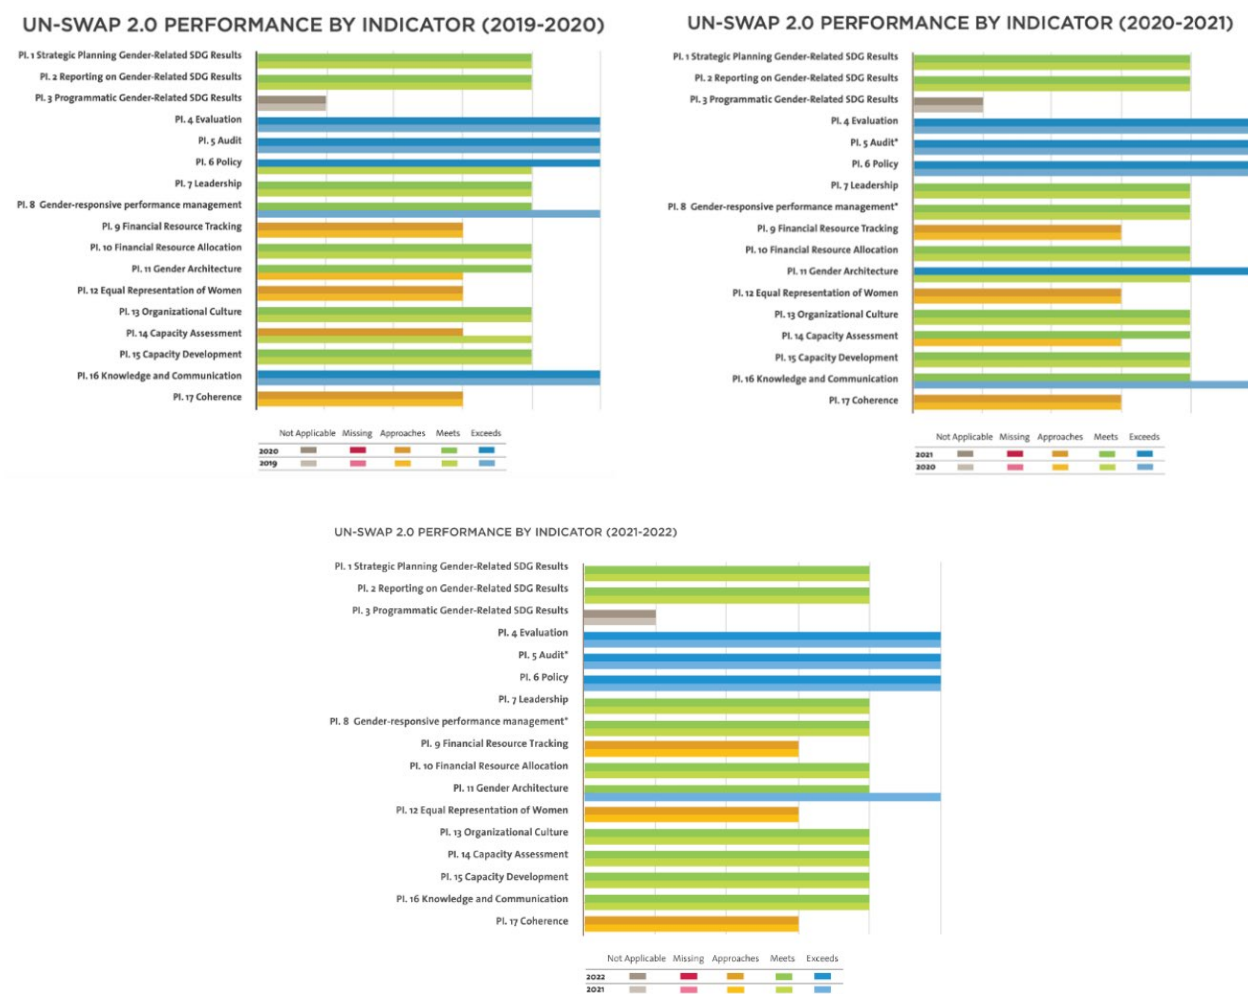 UN-SWAP 2.0 PERFORMANCE BY INDICATOR (2019-2020)
PI. 1 Strategic Planning Gender-Related SDG Results
PI. 2 Reporting on Gender-Related SDG Results
PI. 3 Programmatic Gender-Related SDG Results
PI. 4 Evaluation
PI. 5 Audit
PI. 6 Policy
PI. 7 Leadership
PI. 8 Gender-responsive performance management
PI. 9 Financial Resource Tracking
PI. 10 Financial Resource Allocation
PI. 11 Gender Architecture
PI. 12 Equal Representation of Women
PI. 13 Organizational Culture
PI. 14 Capacity Assessment
PI. 15 Capacity Development
PI. 16 Knowledge and Communication
PI. 17 Coherence
Not Applicable Missing Approaches Meets Exceeds
2020
2019
UN-SWAP 2.0 PERFORMANCE BY INDICATOR (2020-2021)
PI. 1 Strategic Planning Gender-Related SDG Results
PI. 2 Reporting on Gender-Related SDG Results
PI. 3 Programmatic Gender-Related SDG Results
PI. 4 Evaluation
PI. 5 Audit*
PI. 6 Policy
PI. 7 Leadership
PI. 8 Gender-responsive performance management*
PI. 9 Financial Resource Tracking
PI. 10 Financial Resource Allocation
PI. 11 Gender Architecture
PI. 12 Equal Representation of Women
PI. 13 Organizational Culture
PI. 14 Capacity Assessment
PI. 15 Capacity Development
PI. 16 Knowledge and Communication
PI. 17 Coherence
Not Applicable Missing Approaches Meets Exceeds
2021
2020
UN-SWAP 2.0 PERFORMANCE BY INDICATOR (2021-2022)
PI. 1 Strategic Planning Gender-Related SDG Results
PI. 2 Reporting on Gender-Related SDG Results
PI. 3 Programmatic Gender-Related SDG Results
PI. 4 Evaluation
PI. 5 Audit*
PI. 6 Policy
PI. 7 Leadership
PI. 8 Gender-responsive performance management*
PI. 9 Financial Resource Tracking
PI. 10 Financial Resource Allocation
PI. 11 Gender Architecture
PI. 12 Equal Representation of Women
PI. 13 Organizational Culture
PI. 14 Capacity Assessment
PI. 15 Capacity Development
PI. 16 Knowledge and Communication
PI. 17 Coherence
Not Applicable Missing Approaches Meets Exceeds
2022
2021